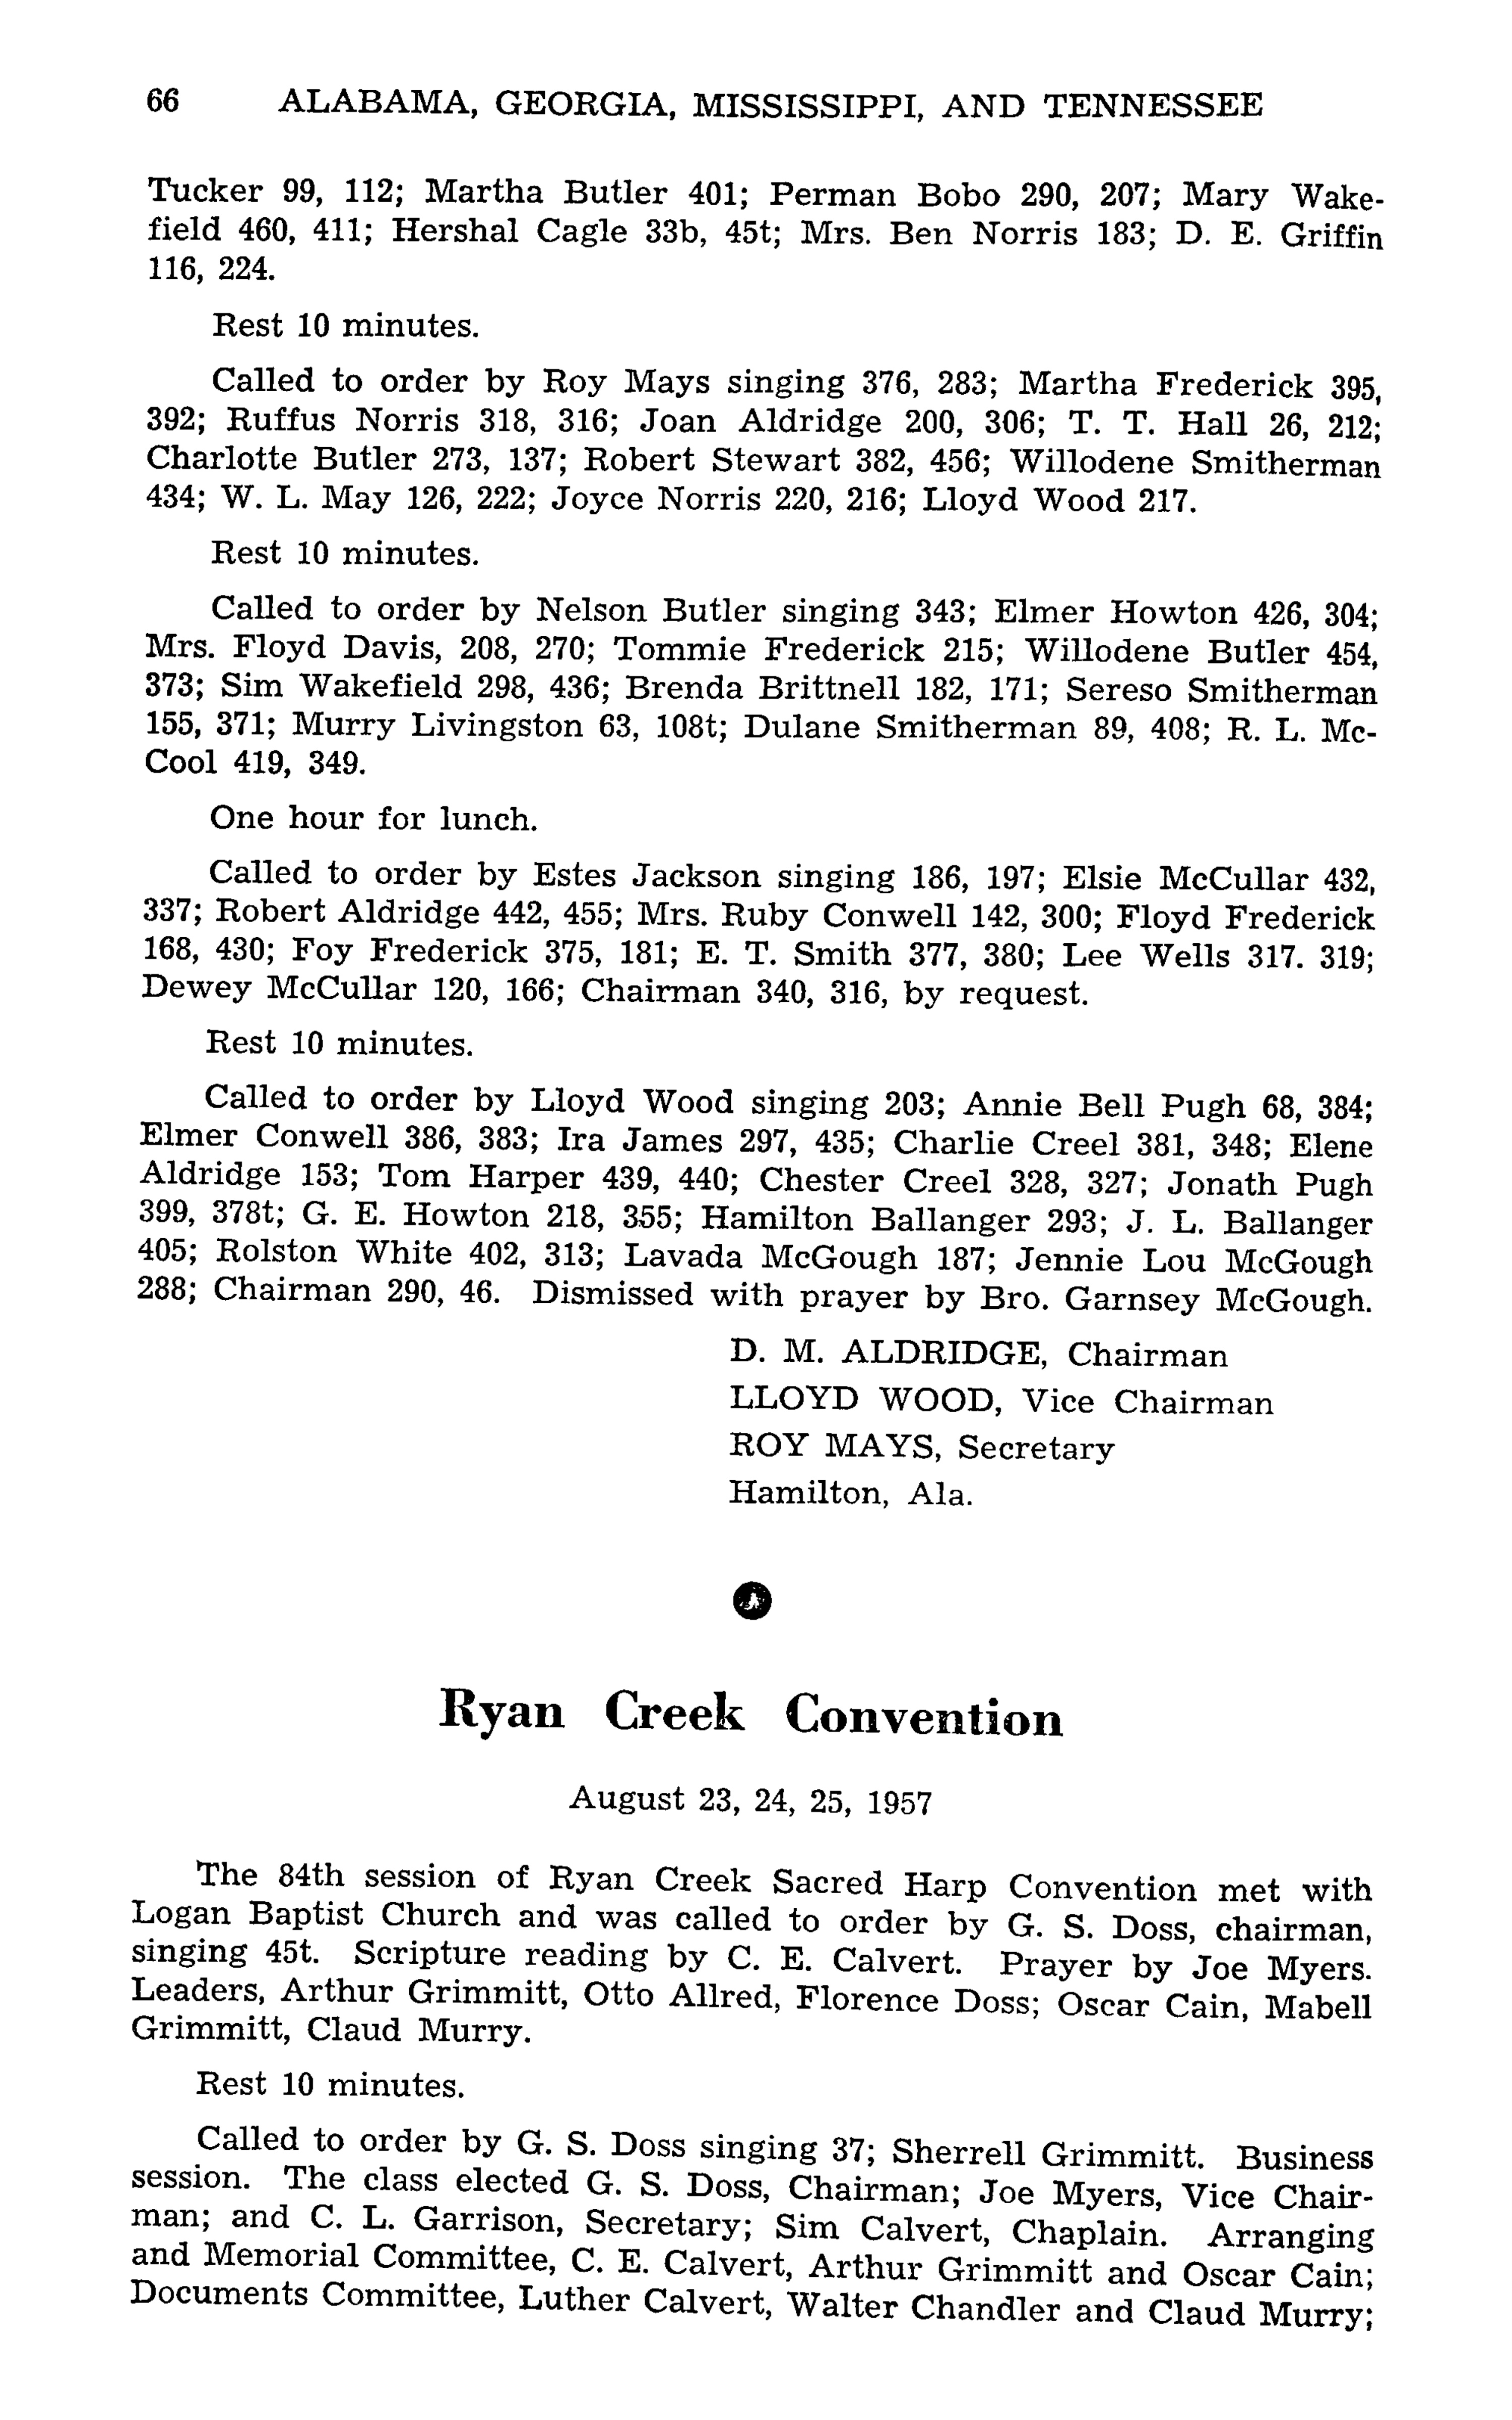 66 ALABAMA, GEORGIA, MISSISSIPPI, AND TENNESSEE
Tucker 99, 112; Martha Butler 401; Perman Bobo 290, 207; Mary Wake-
field 460, 411; Hershal Cagle 33b, 45t; Mrs. Ben Norris 183; D. E. Griffin
116, 224.
Rest 10 minutes.
Called to order by Roy Mays singing 376, 283; Martha Frederick 395,
392; Ruffus Norris 318, 316; Joan Aldridge 200, 306; T. T. Hall 26, 212;
Charlotte Butler 273, 137; Robert Stewart 382, 456; Willodene Smitherman
434; W. L. May 126, 222; Joyce Norris 220, 216; Lloyd Wood 217.
Rest 10 minutes.
Called to order by Nelson Butler singing 343; Elmer Howton 426, 304;
Mrs. Floyd Davis, 208, 270; Tommie Frederick 215; Willodene Butler 454,
373; Sim Wakefield 298, 436; Brenda Brittnell 182, 171; Sereso Smitherman
155, 371; Murry Livingston 63, 108t; Dulane Smitherman 89, 408; R. L. Mc-
Cool 419, 349.
One hour for lunch.
Called to order by Estes Jackson singing 186, 197; Elsie McCullar 432,
337; Robert Aldridge 442, 455; Mrs. Ruby Conwell 142, 300; Floyd Frederick
168, 430; Foy Frederick 375, 181; E. T. Smith 377, 380; Lee Wells 317. 319;
Dewey McCullar 120, 166; Chairman 340, 316, by request.
Rest 10 minutes.
Called to order by Lloyd Wood singing 203; Annie Bell Pugh 68, 384;
Elmer Conwell 386, 383; Ira James 297, 435; Charlie Creel 381, 348; Elene
Aldridge 153; Tom Harper 439, 440; Chester Creel 328, 327; Jonath Pugh
399, 378t; G. E. Howton 218, 355; Hamilton Ballanger 293; J. L. Ballanger
405; Rolston White 402, 313; Lavada McGough 187; Jennie Lou McGough
288; Chairman 290, 46. Dismissed with prayer by Bro. Garnsey McGough.
D. M. ALDRIDGE, Chairman
LLOYD WOOD, Vice Chairman
ROY MAYS, Secretary
Hamilton, Ala.
Ryan Creek Convention
August 23, 24, 25, 1957
The 84th session of Ryan Creek Sacred Harp Convention met with
Logan Baptist Church and was called to order by G. S. Doss, chairman,
singing 45t. Scripture reading by C. E. Calvert. Prayer by Joe Myers.
Leaders, Arthur Grimmitt, Otto Allred, Florence Doss; Oscar Cain, Mabell
Grimmitt, Claud Murry.
Rest 10 minutes.
Called to order by G. S. Doss singing 37; Sherrell Grimmitt. Business
session. The class elected G. S. Doss, Chairman; Joe Myers, Vice Chair-
man; and C. L. Garrison, Secretary; Sim Calvert, Chaplain. Arranging
and Memorial Committee, C. E. Calvert, Arthur Grimmitt and Oscar Cain;
Documents Committee, Luther Calvert, Walter Chandler and Claud Murry;